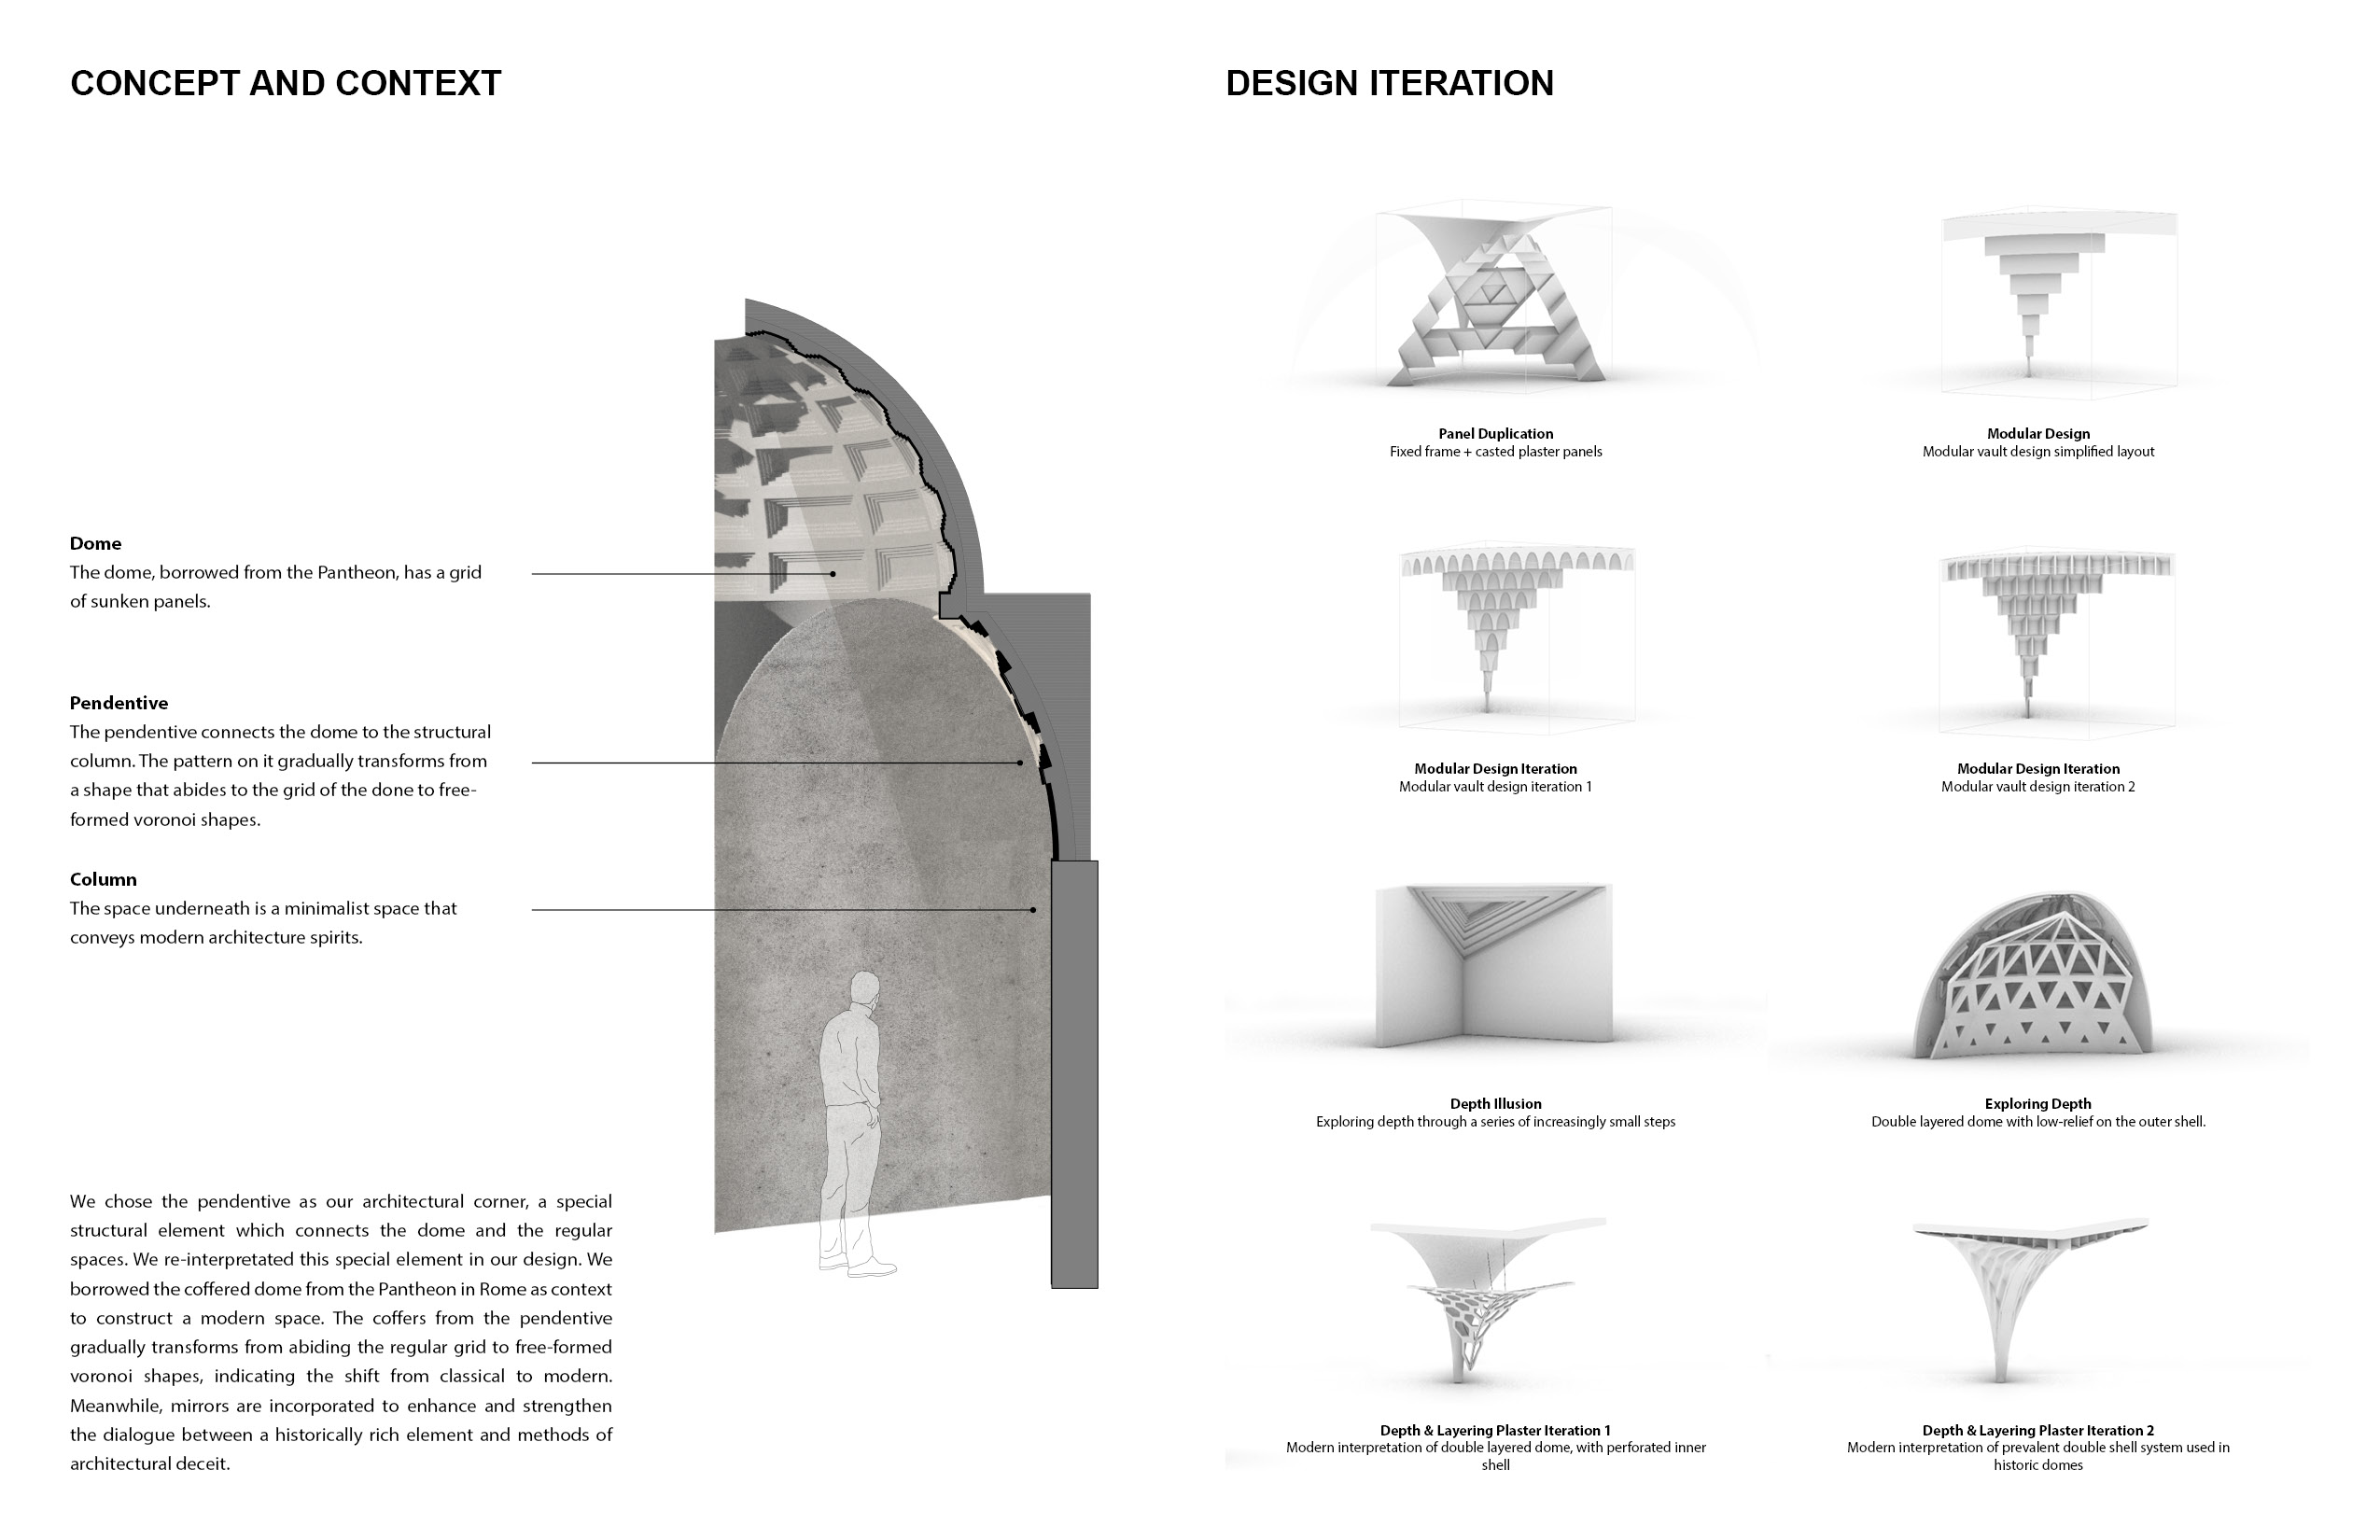 CONCEPT AND CONTEXT
Dome
The dome, borrowed from the Pantheon, has a grid
of sunken panels.
Pendentive
The pendentive connects the dome to the structural
column. The pattern on it gradually transforms from
a shape that abides to the grid of the done to free-
formed voronoi shapes.
Column
The space underneath is a minimalist space that
conveys modern architecture spirits.
We chose the pendentive as our architectural corner, a special
structural element which connects the dome and the regular
spaces. We re-interpretated this special element in our design. We
borrowed the coffered dome from the Pantheon in Rome as context
to construct a modern space. The coffers from the pendentive
gradually transforms from abiding the regular grid to free-formed
voronoi shapes, indicating the shift from classical to modern.
Meanwhile, mirrors are incorporated to enhance and strengthen
the dialogue between a historically rich element and methods of
architectural deceit.
DESIGN ITERATION
Panel Duplication
Fixed frame + casted plaster panels
Modular Design
Modular vault design simplified layout
Modular Design Iteration
Modular vault design iteration 1
Modular Design Iteration
Modular vault design iteration 2
Depth Illusion
Exploring depth through a series of increasingly small steps
Exploring Depth
Double layered dome with low-relief on the outer shell.
Depth & Layering Plaster Iteration 1
Modern interpretation of double layered dome, with perforated inner
shell
Depth & Layering Plaster Iteration 2
Modern interpretation of prevalent double shell system used in
historic domes